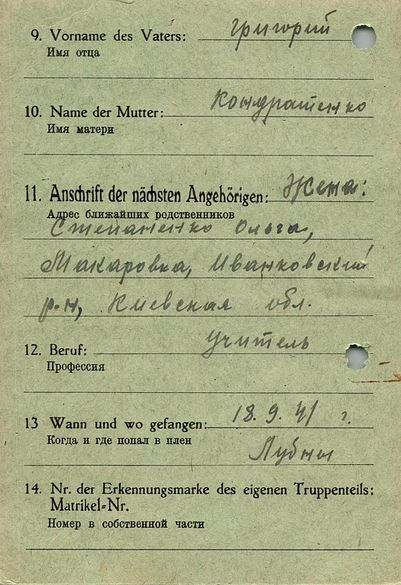 9. Vorname des Vaters: григорий
Имя отца
10. Name der Mutter: Кондратенко
Имя матери
11. Anschrift der nächsten Angehörigen: Жена:
Адрес ближайших родственников
Степаненко Ольга,
Макаровка, Иванковский
р-н, Киевская обл.
12. Beruf: учитель
Профессия
13 Wann und wo gefangen: 18.9.41 г.
Когда и где попал в плен
Лубны
14. Nr. der Erkennungsmarke des eigenen Truppenteils:
Matrikel-Nr.
Номер в собственной части